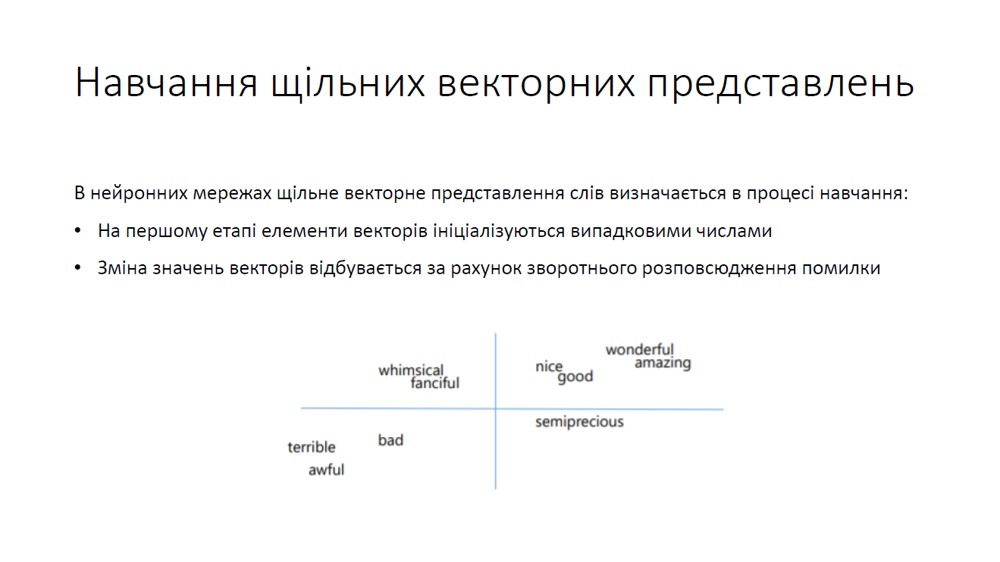 Навчання щільних векторних представлень
В нейронних мережах щільне векторне представлення слів визначається в процесі навчання:
• На першому етапі елементи векторів ініціалізуються випадковими числами
• Зміна значень векторів відбувається за рахунок зворотнього розповсюдження помилки
wonderful
amazing
nice
good
whimsical
fanciful
semiprecious
bad
terrible
awful